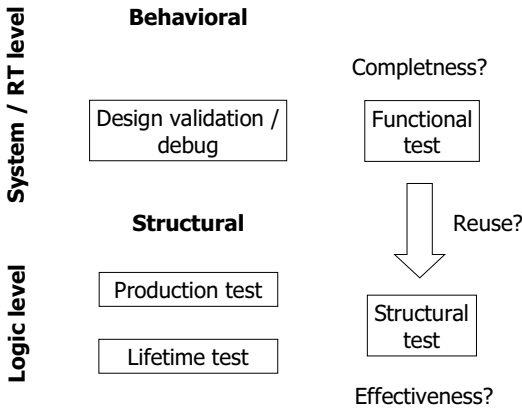 System / RT level
Behavioral
Completness?
Design validation /
debug
Functional
test
Structural
Reuse?
Logic level
Production test
Structural
test
Lifetime test
Effectiveness?